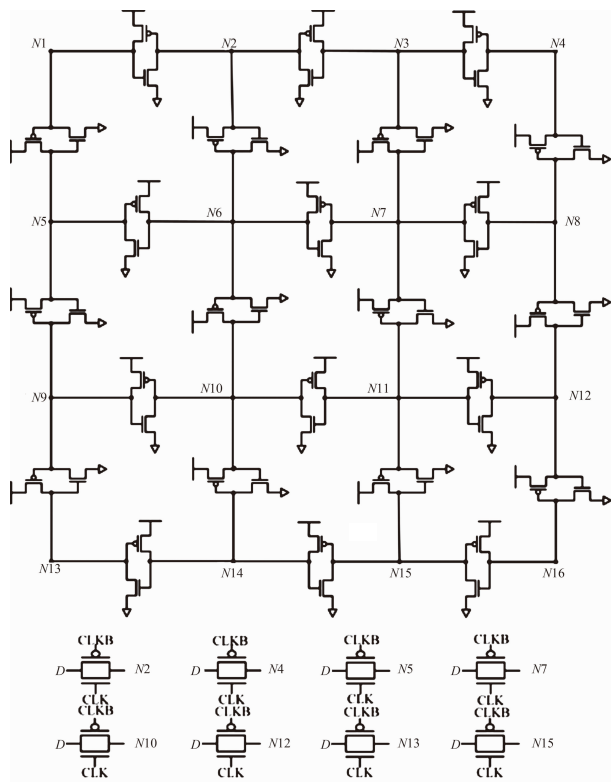 N1 N2 N3 N4
N5 N6 N7 N8
N9 N10 N11 N12
N13 N14 N15 N16
CLKB CLKB CLKB CLKB
D N2 D N4 D N5 D N7
CLK CLK CLK CLK
CLKB CLKB CLKB CLKB
D N10 D N12 D N13 D N15
CLK CLK CLK CLK